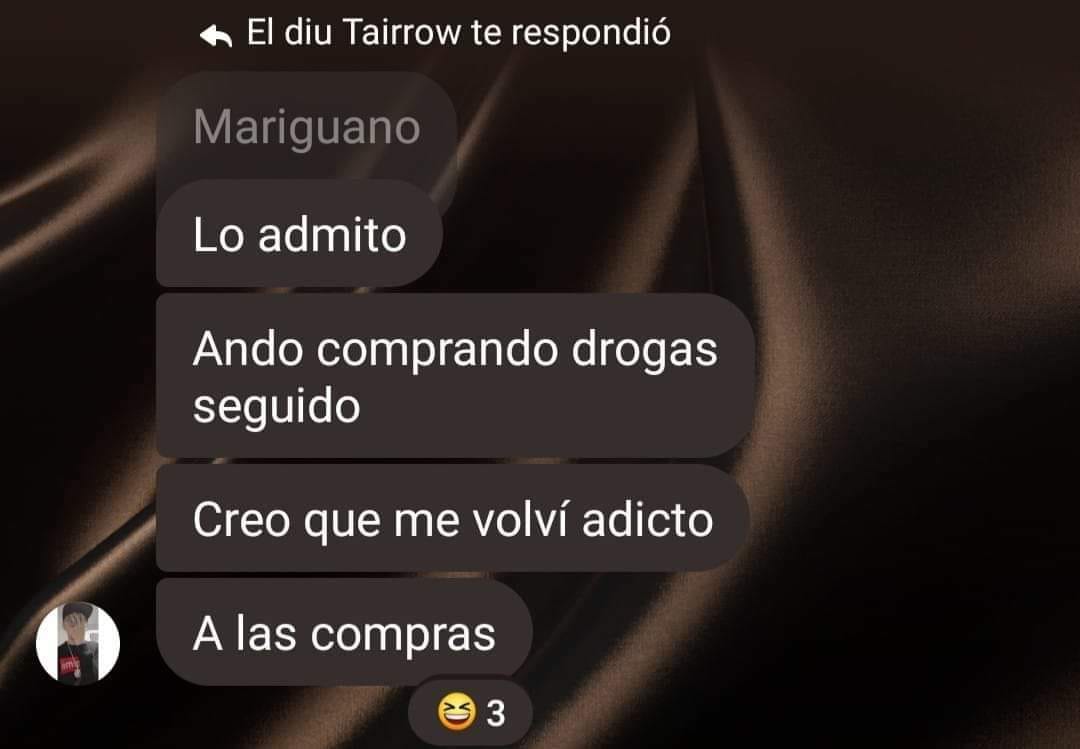 El diu Tairrow te respondió
Mariguano
Lo admito
Ando comprando drogas
seguido
Creo que me volví adicto
A las compras
😆 3